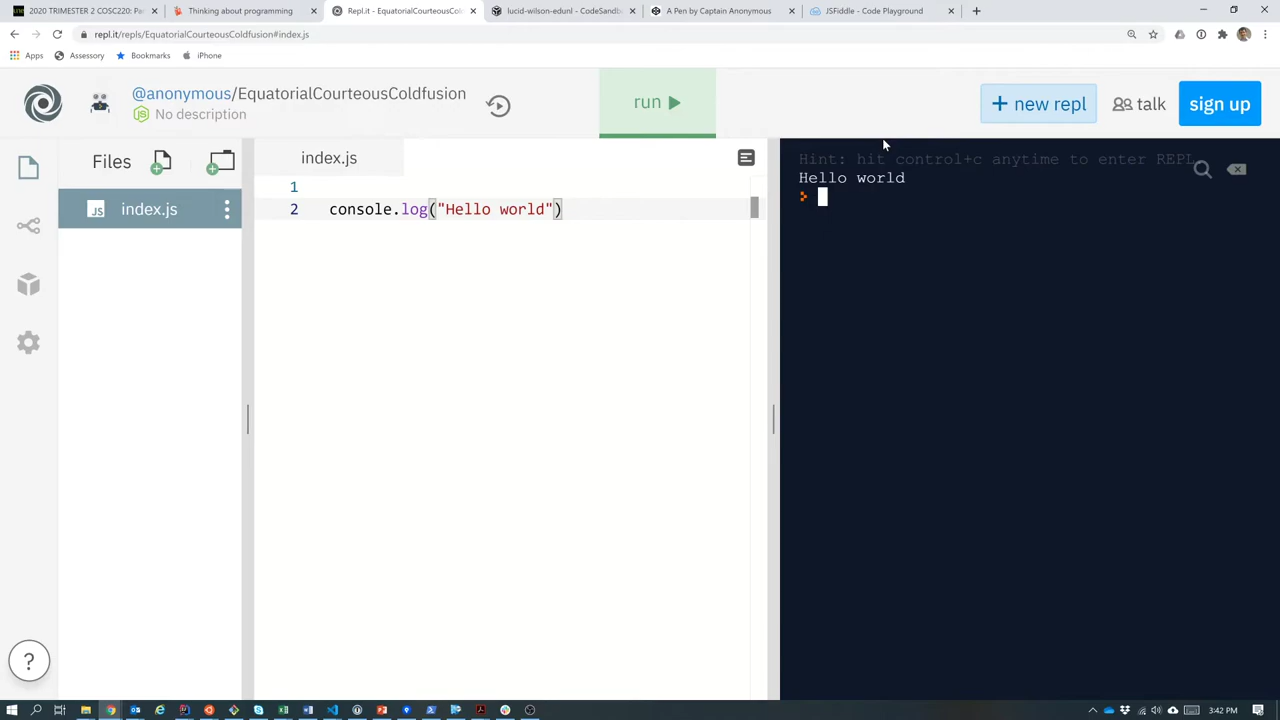 2020 TRIMESTER 2 COSC220: Pa
Thinking about programming
Repl.it - EquatorialCourteousCol
lucid-wilson-edunl - CodeSandb
A Pen by Captain Anonymous
JSFiddle - Code Playground
repl.it/repls/EquatorialCourteousColdfusion#index.js
Apps
Assessory
Bookmarks
iPhone
@anonymous/EquatorialCourteousColdfusion
No description
run
+ new repl
talk
sign up
Files
index.js
Hint: hit control+c anytime to enter REPL.
Hello world
JS
index.js
1
2 console.log("Hello world")
?
3:42 PM